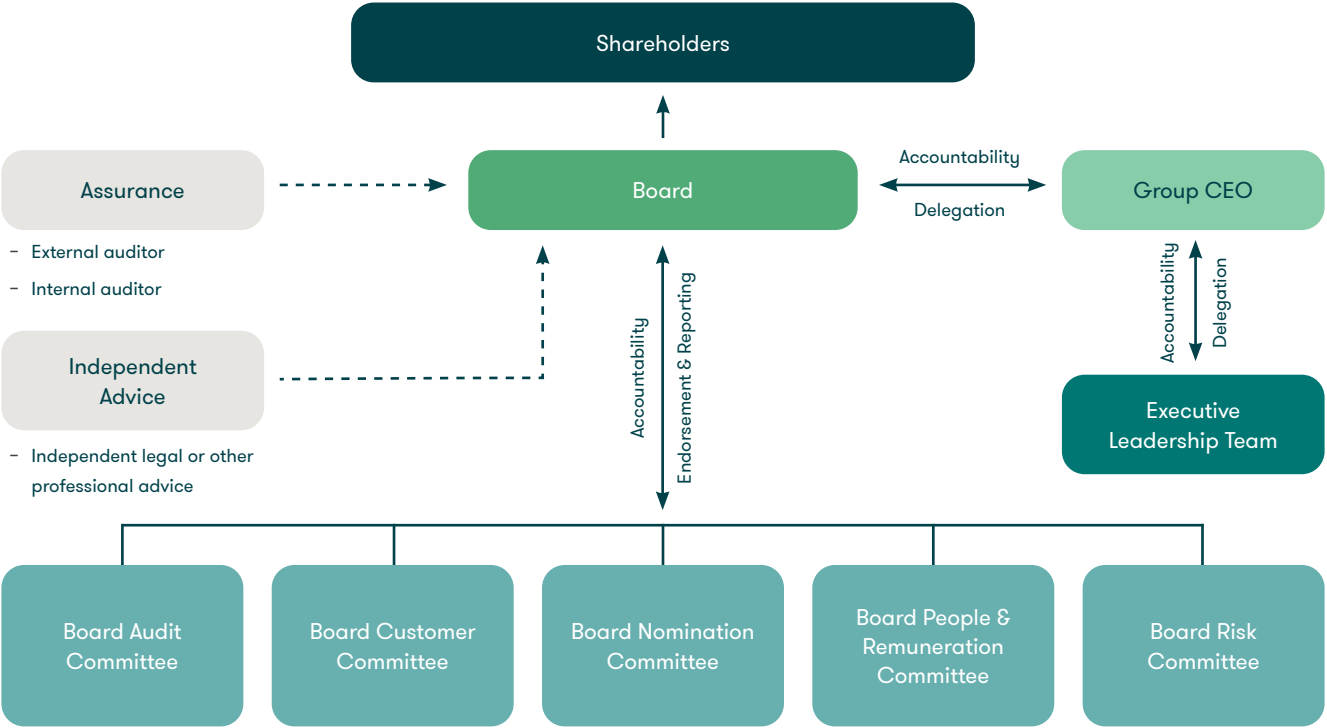 Shareholders
Assurance
Board
Accountability
Delegation
Group CEO
– External auditor
– Internal auditor
Independent
Advice
– Independent legal or other
professional advice
Accountability
Endorsement & Reporting
Accountability
Delegation
Executive
Leadership Team
Board Audit
Committee
Board Customer
Committee
Board Nomination
Committee
Board People &
Remuneration
Committee
Board Risk
Committee